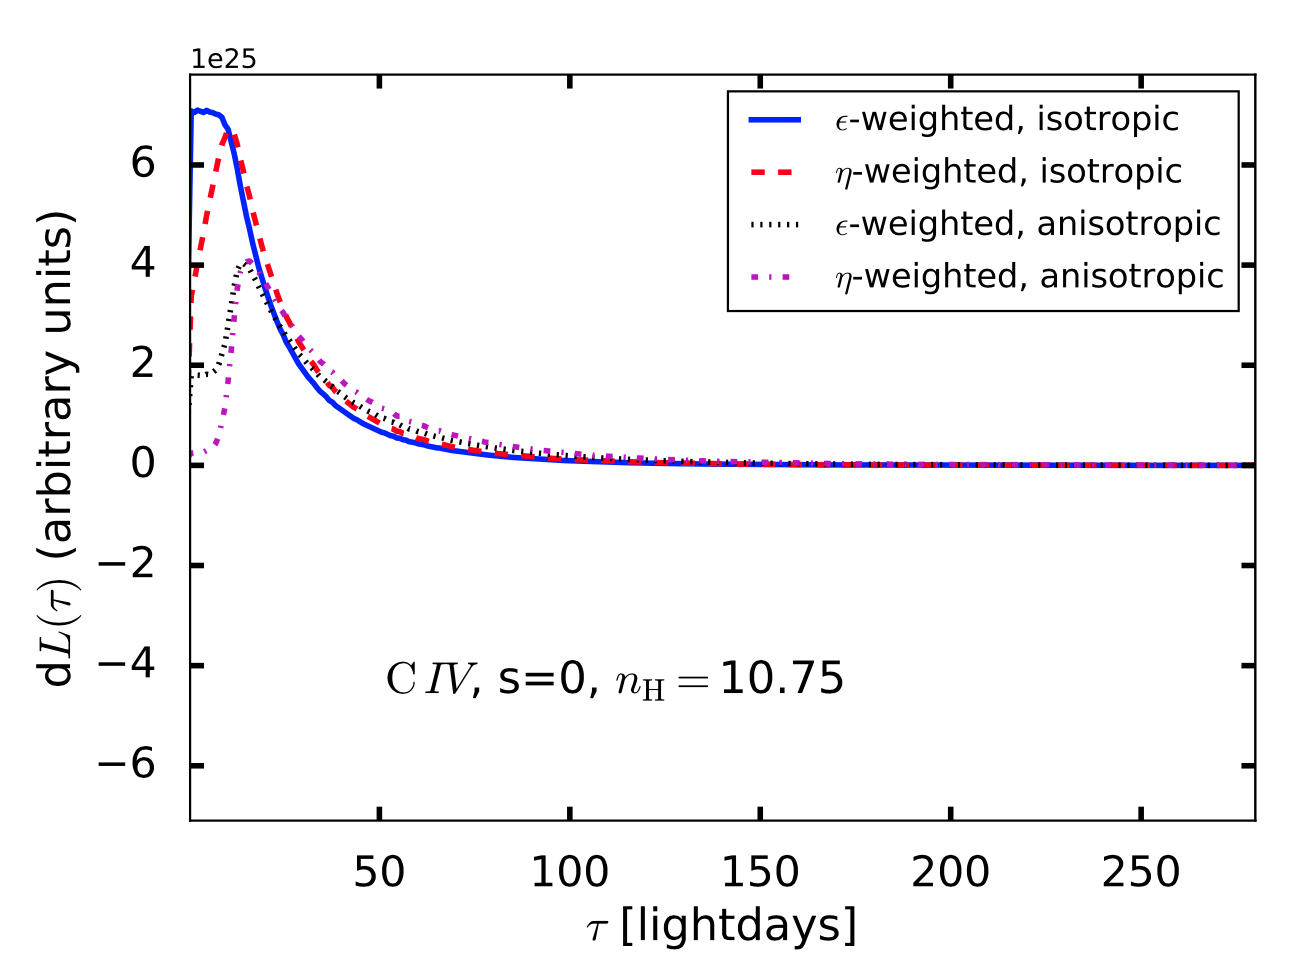 1e25
ϵ-weighted, isotropic
η-weighted, isotropic
ϵ-weighted, anisotropic
η-weighted, anisotropic
6
4
2
0
−2
−4
−6
dL(τ) (arbitrary units)
C IV, s=0, n_H = 10.75
50 100 150 200 250
τ [lightdays]